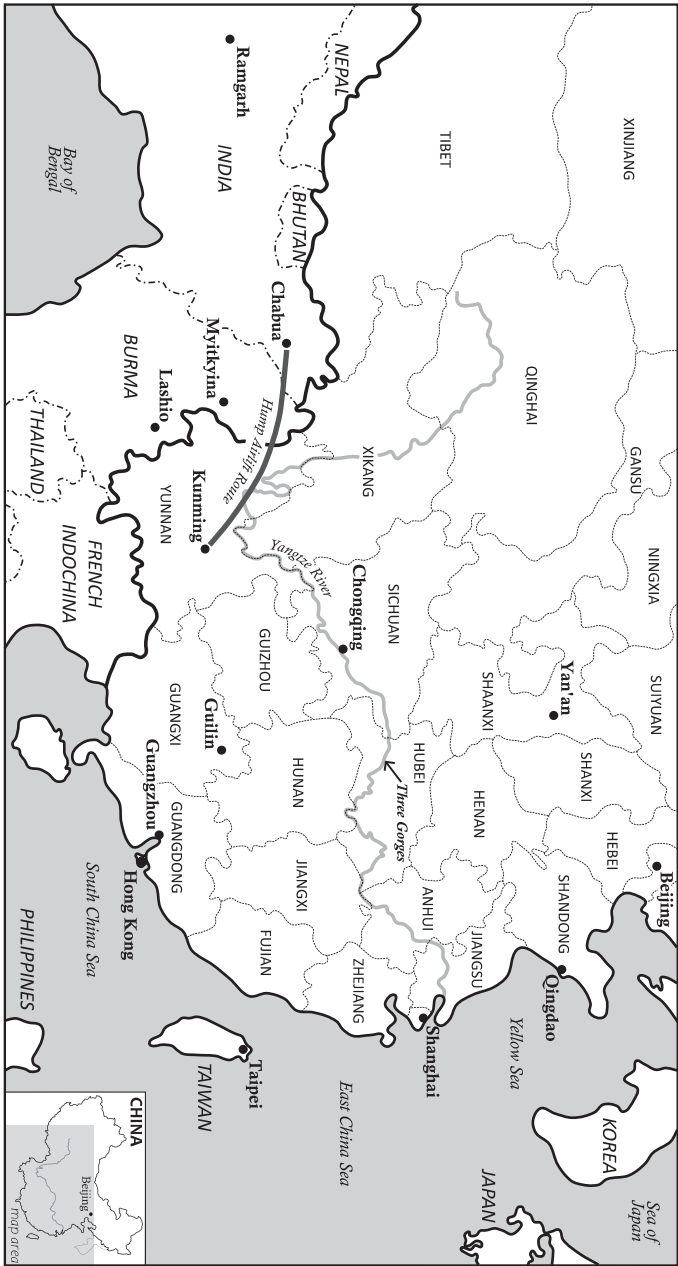 XINJIANG
TIBET
NEPAL
Ramgarh
INDIA
Bay of
Bengal
BHUTAN
Chabua
Myitkyina
BURMA
Lashio
THAILAND
Hump Airlift Route
QINGHAI
GANSU
XIKANG
NINGXIA
Kunming
YUNNAN
FRENCH
INDOCHINA
Yangtze River
Chongqing
SICHUAN
GUIZHOU
SUIYUAN
Yan'an
SHAANXI
GUANGXI
Guilin
HUBEI
Three Gorges
HUNAN
SHANXI
HENAN
HEBEI
Beijing
Guangzhou
GUANGDONG
Hong Kong
South China Sea
PHILIPPINES
JIANGXI
FUJIAN
ANHUI
JIANGSU
SHANDONG
Qingdao
ZHEJIANG
Shanghai
Yellow Sea
East China Sea
Taipei
TAIWAN
KOREA
JAPAN
Sea of
Japan
CHINA
Beijing
map area